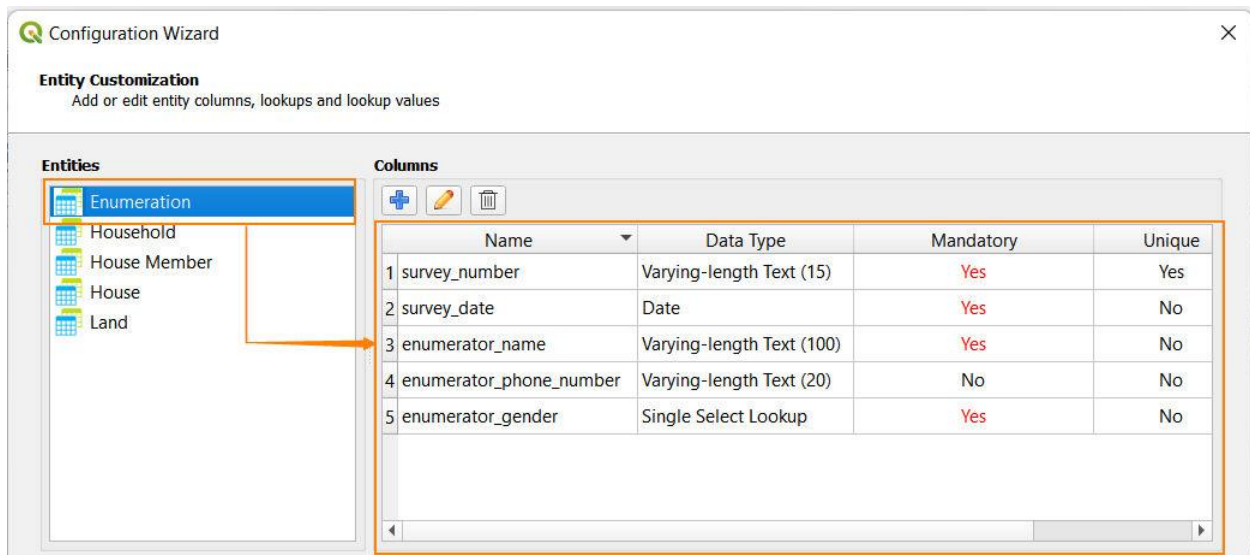 Configuration Wizard
Entity Customization
Add or edit entity columns, lookups and lookup values
Entities
Enumeration
Household
House Member
House
Land
Columns
Name Data Type Mandatory Unique
1 survey_number Varying-length Text (15) Yes Yes
2 survey_date Date Yes No
3 enumerator_name Varying-length Text (100) Yes No
4 enumerator_phone_number Varying-length Text (20) No No
5 enumerator_gender Single Select Lookup Yes No